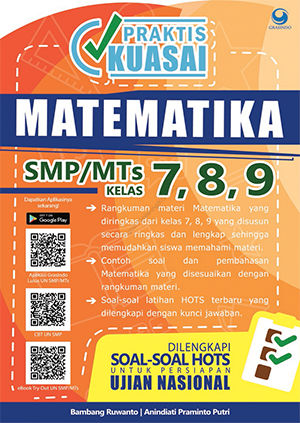 GRASINDO
PRAKTIS
KUASAI
MATEMATIKA
SMP/MTs
KELAS
7, 8, 9
Dapatkan Aplikasinya
sekarang!
Google Play
Aplikasi Grasindo
Lulus UN SMP/MTs
CBT UN SMP
eBook Try Out UN SMP/MTs
Rangkuman materi Matematika yang
diringkas dari kelas 7, 8, 9 yang disusun
secara ringkas dan lengkap sehingga
memudahkan siswa memahami materi.
Contoh soal dan pembahasan
Matematika yang disesuaikan dengan
rangkuman materi.
Soal-soal latihan HOTS terbaru yang
dilengkapi dengan kunci jawaban.
DILENGKAPI
SOAL-SOAL HOTS
UNTUK PERSIAPAN
UJIAN NASIONAL
Bambang Ruwanto | Anindiati Praminto Putri